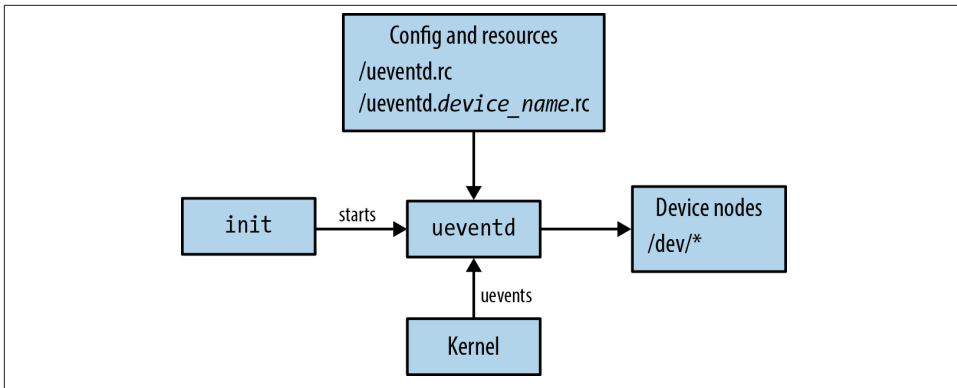 Config and resources
/ueventd.rc
/ueventd.device_name.rc
init
starts
ueventd
Device nodes
/dev/*
uevents
Kernel